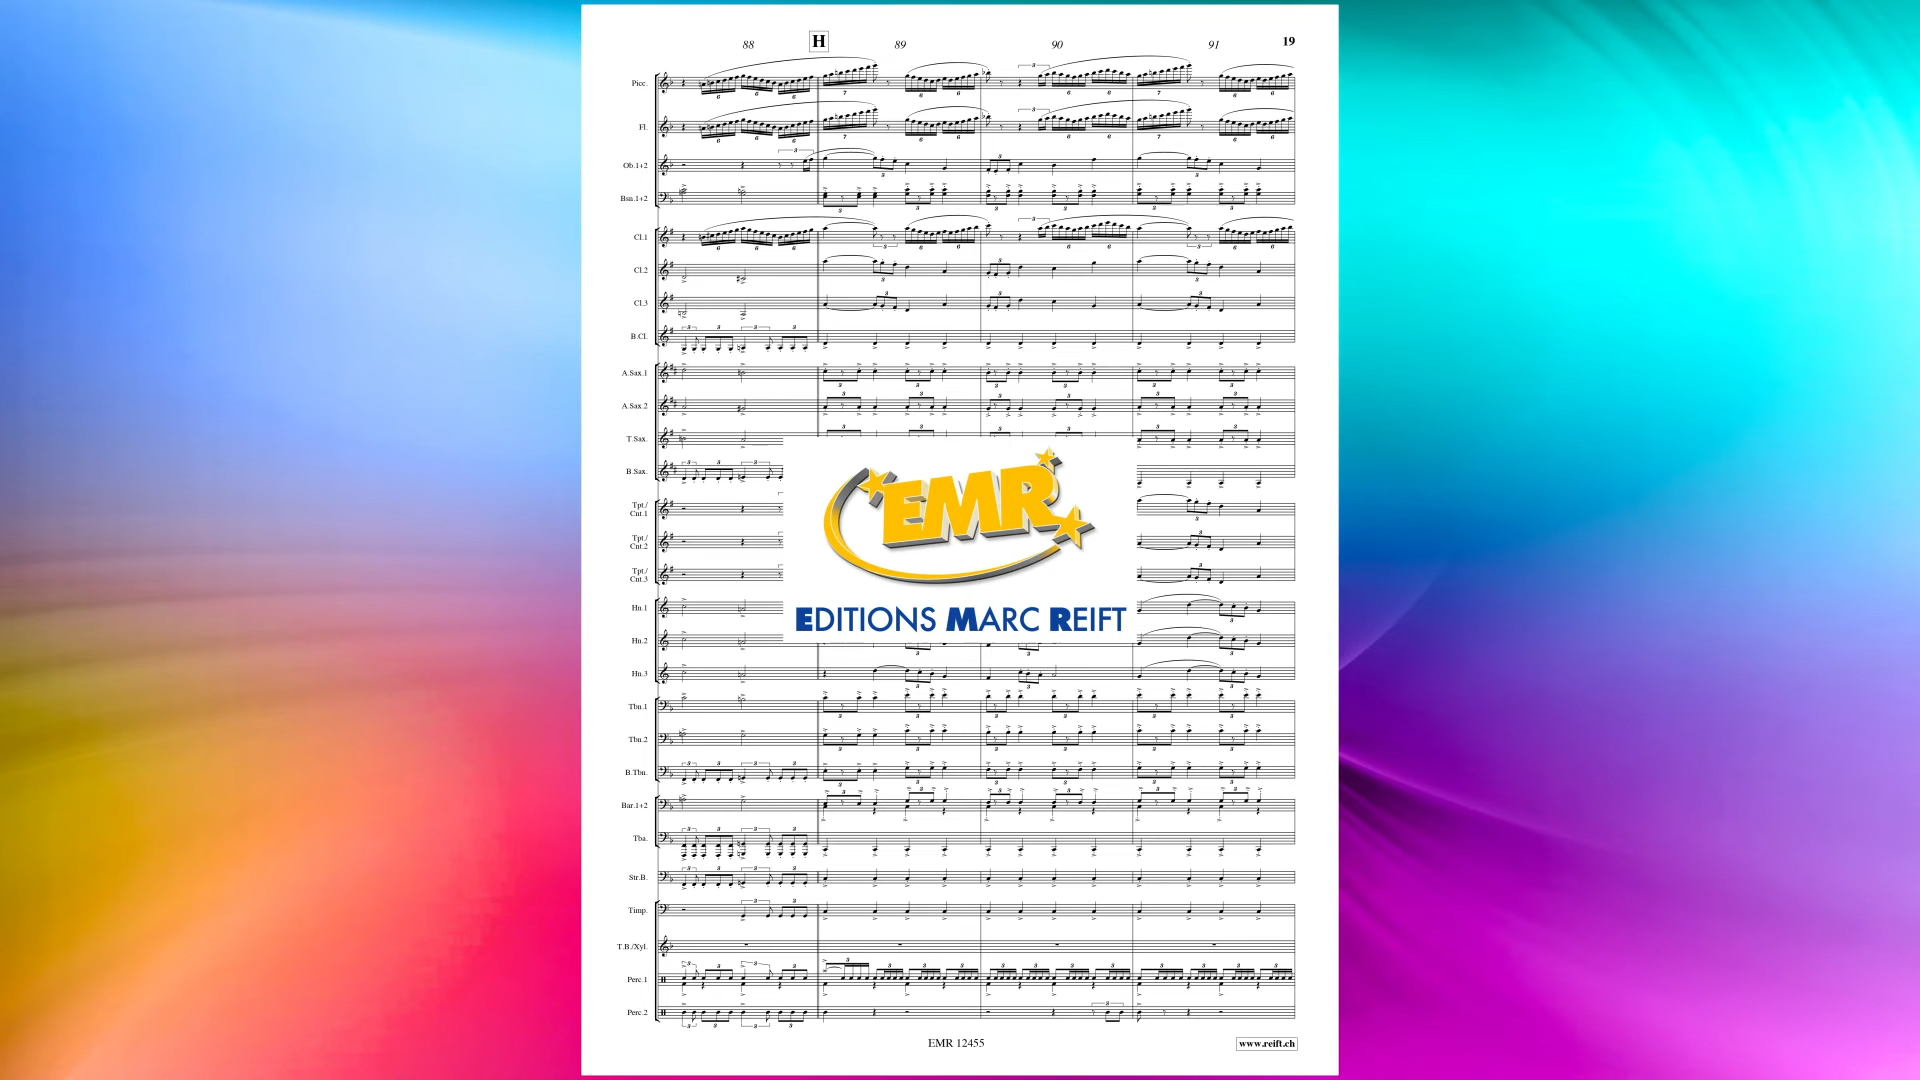 88 H 89 90 91 19
Picc.
Fl.
Ob.1+2
Bsn.1+2
Cl.1
Cl.2
Cl.3
B.Cl.
A.Sax.1
A.Sax.2
T.Sax.
B.Sax.
Tpt./
Cnt.1
Tpt./
Cnt.2
Tpt./
Cnt.3
Hn.1
Hn.2
Hn.3
Tbn.1
Tbn.2
B.Tbn.
Bar.1+2
Tba.
Str.B.
Timp.
T.B./Xyl.
Perc.1
Perc.2
EMR
EDITIONS MARC REIFT
EMR 12455
www.reift.ch